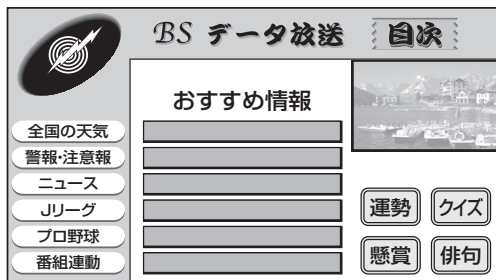 BS データ放送 目次
おすすめ情報
全国の天気
警報・注意報
ニュース
Jリーグ
プロ野球
番組連動
運勢 クイズ
懸賞 俳句